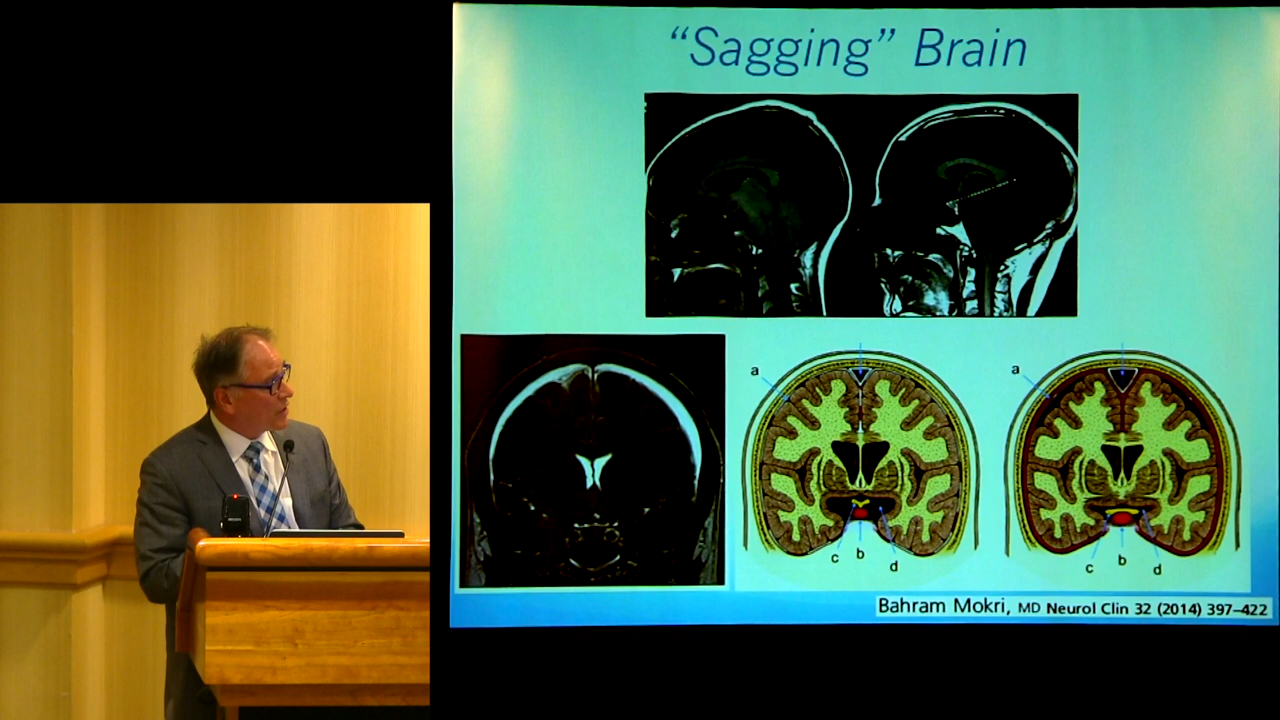 “Sagging” Brain
a
c
b
d
a
c
b
d
Bahram Mokri, MD Neurol Clin 32 (2014) 397–422